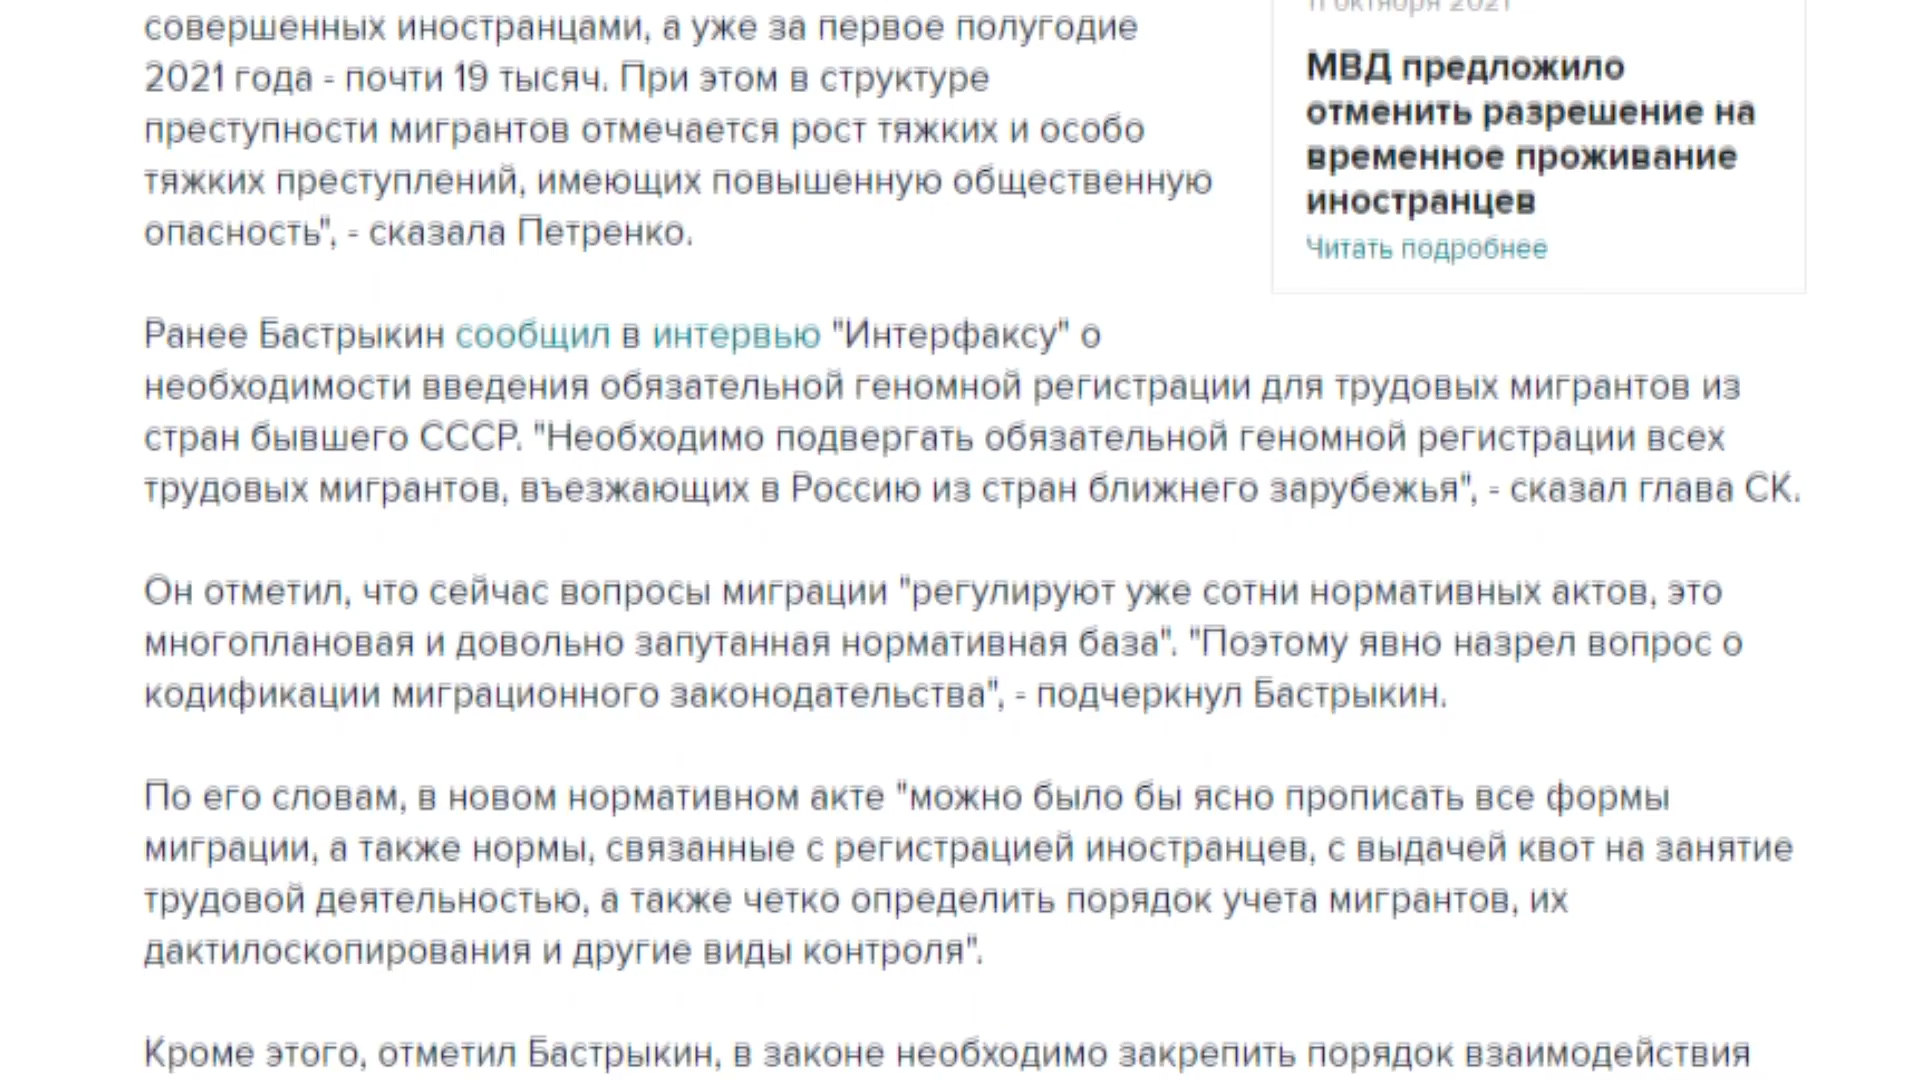 совершенных иностранцами, а уже за первое полугодие
2021 года - почти 19 тысяч. При этом в структуре
преступности мигрантов отмечается рост тяжких и особо
тяжких преступлений, имеющих повышенную общественную
опасность", - сказала Петренко.
11 октября 2021
МВД предложило
отменить разрешение на
временное проживание
иностранцев
Читать подробнее
Ранее Бастрыкин сообщил в интервью "Интерфаксу" о
необходимости введения обязательной геномной регистрации для трудовых мигрантов из
стран бывшего СССР. "Необходимо подвергать обязательной геномной регистрации всех
трудовых мигрантов, въезжающих в Россию из стран ближнего зарубежья", - сказал глава СК.
Он отметил, что сейчас вопросы миграции "регулируют уже сотни нормативных актов, это
многоплановая и довольно запутанная нормативная база". "Поэтому явно назрел вопрос о
кодификации миграционного законодательства", - подчеркнул Бастрыкин.
По его словам, в новом нормативном акте "можно было бы ясно прописать все формы
миграции, а также нормы, связанные с регистрацией иностранцев, с выдачей квот на занятие
трудовой деятельностью, а также четко определить порядок учета мигрантов, их
дактилоскопирования и другие виды контроля".
Кроме этого, отметил Бастрыкин, в законе необходимо закрепить порядок взаимодействия